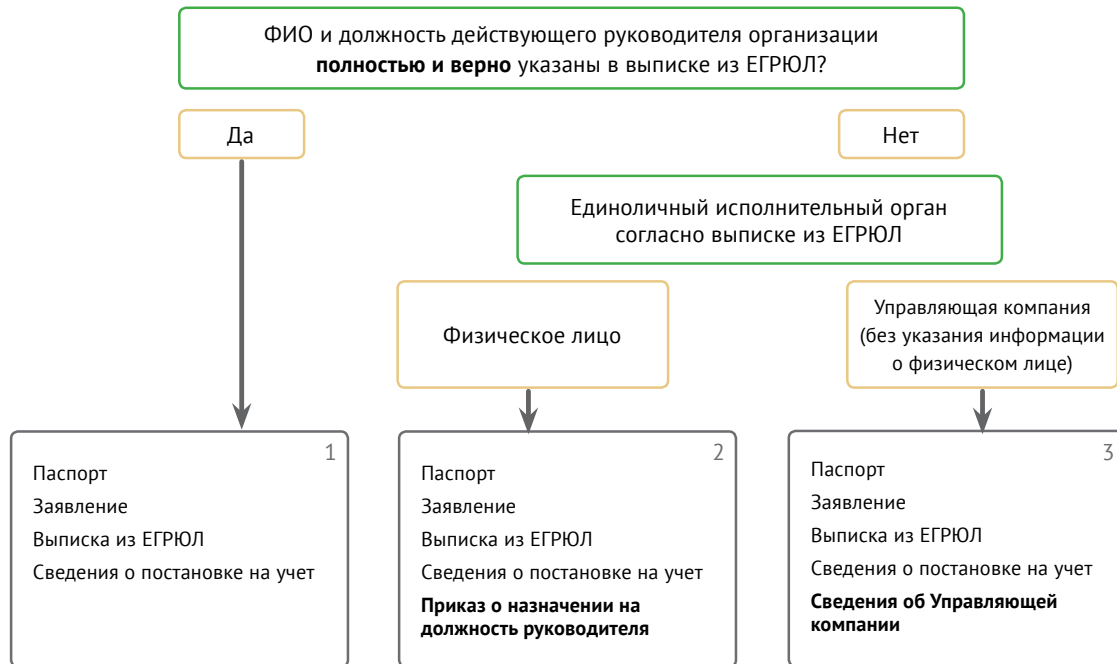 ФИО и должность действующего руководителя организации
полностью и верно указаны в выписке из ЕГРЮЛ?
Да
Нет
Единоличный исполнительный орган
согласно выписке из ЕГРЮЛ
Физическое лицо
Управляющая компания
(без указания информации
о физическом лице)
1
Паспорт
Заявление
Выписка из ЕГРЮЛ
Сведения о постановке на учет
2
Паспорт
Заявление
Выписка из ЕГРЮЛ
Сведения о постановке на учет
Приказ о назначении на
должность руководителя
3
Паспорт
Заявление
Выписка из ЕГРЮЛ
Сведения о постановке на учет
Сведения об Управляющей
компании